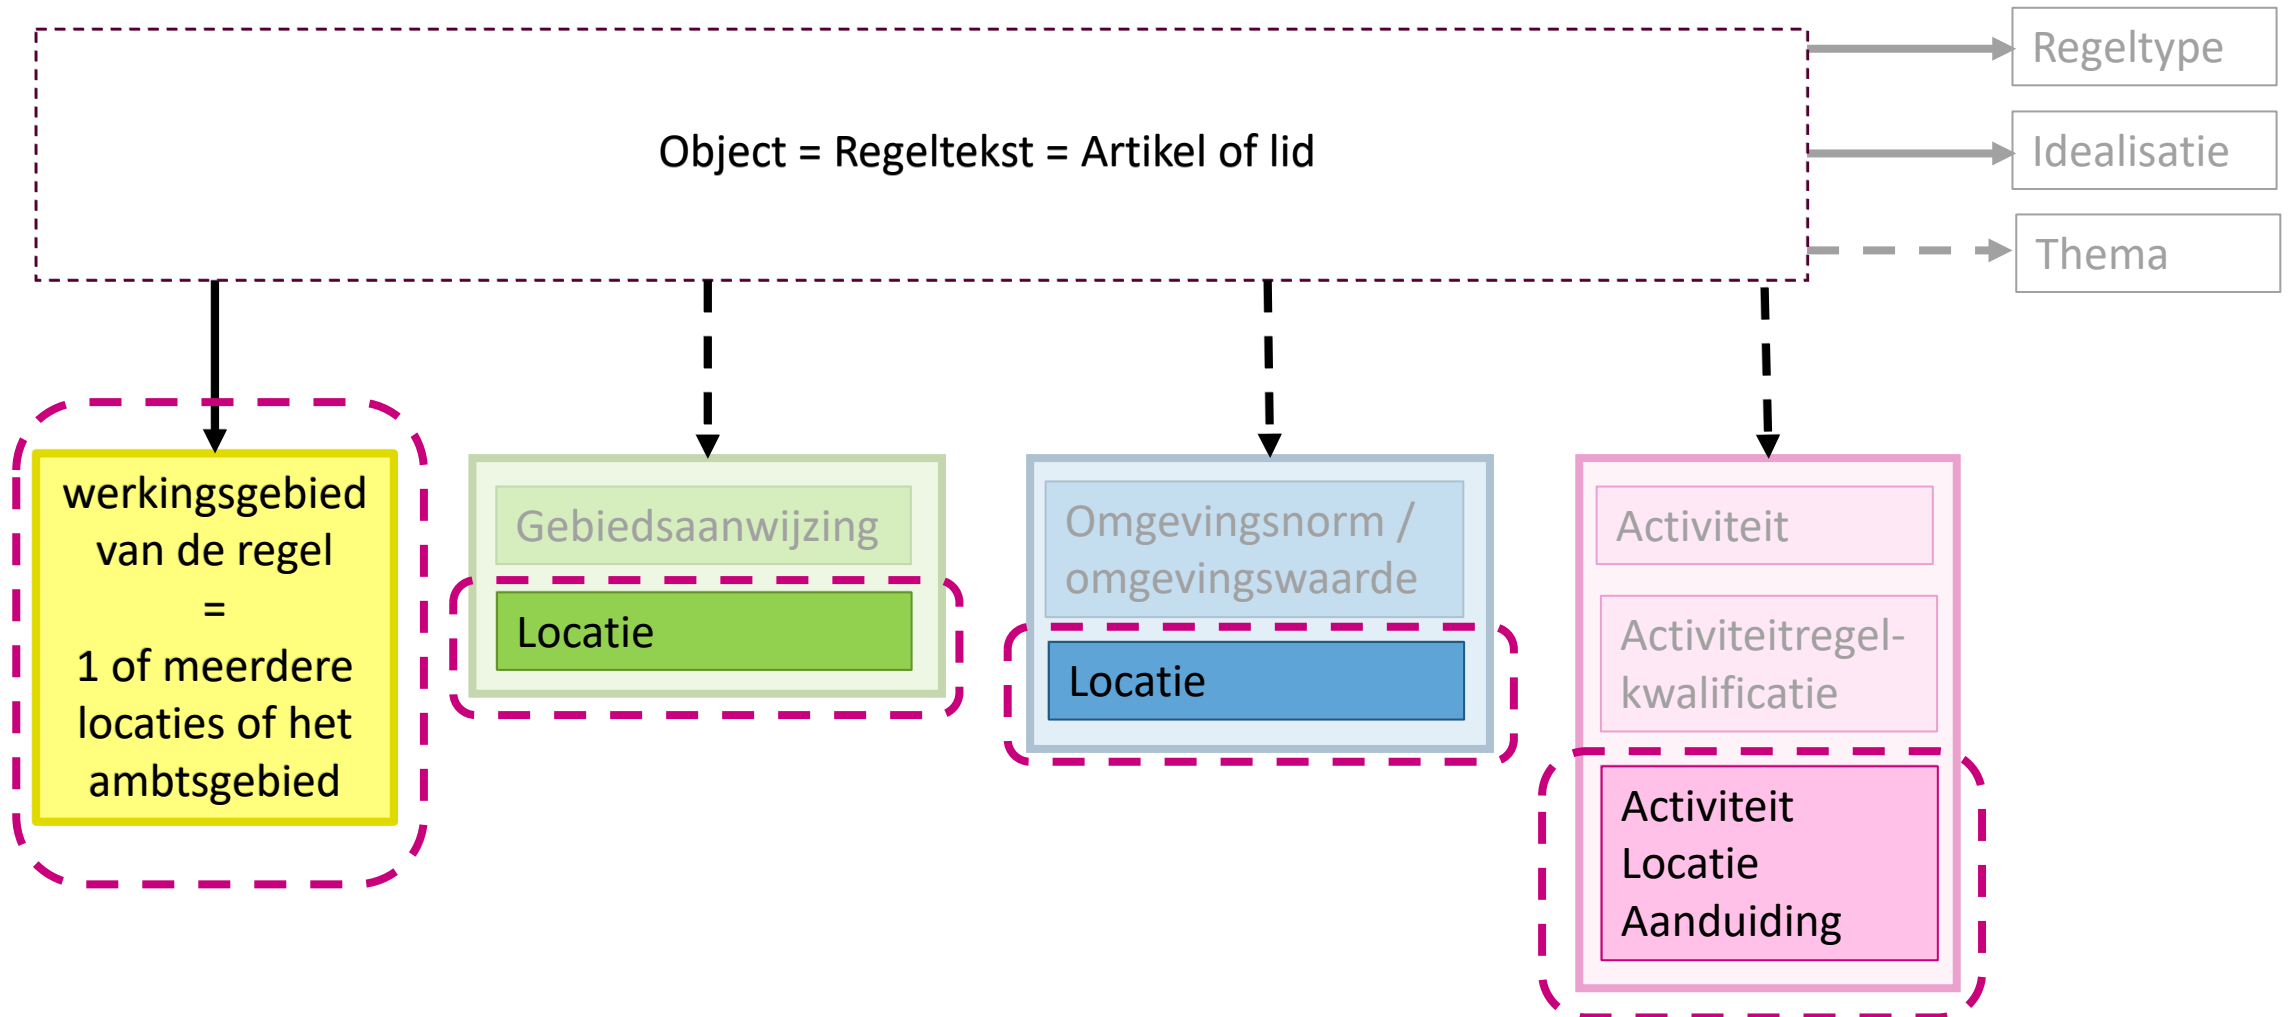 Regeltype
Object = Regeltekst = Artikel of lid
Idealisatie
Thema
werkingsgebied
van de regel
=
1 of meerdere
locaties of het
ambtsgebied
Gebiedsaanwijzing
Locatie
Omgevingsnorm /
omgevingswaarde
Locatie
Activiteit
Activiteitregel-
kwalificatie
Activiteit
Locatie
Aanduiding